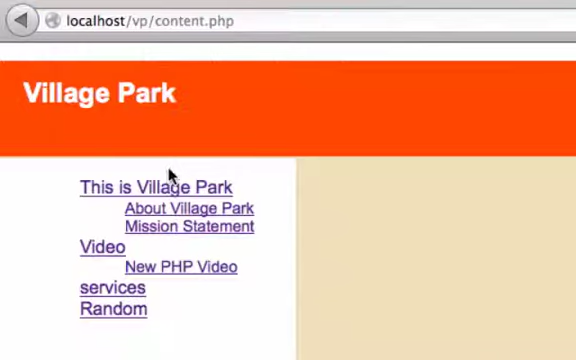 localhost/vp/content.php
Village Park
This is Village Park
About Village Park
Mission Statement
Video
New PHP Video
services
Random